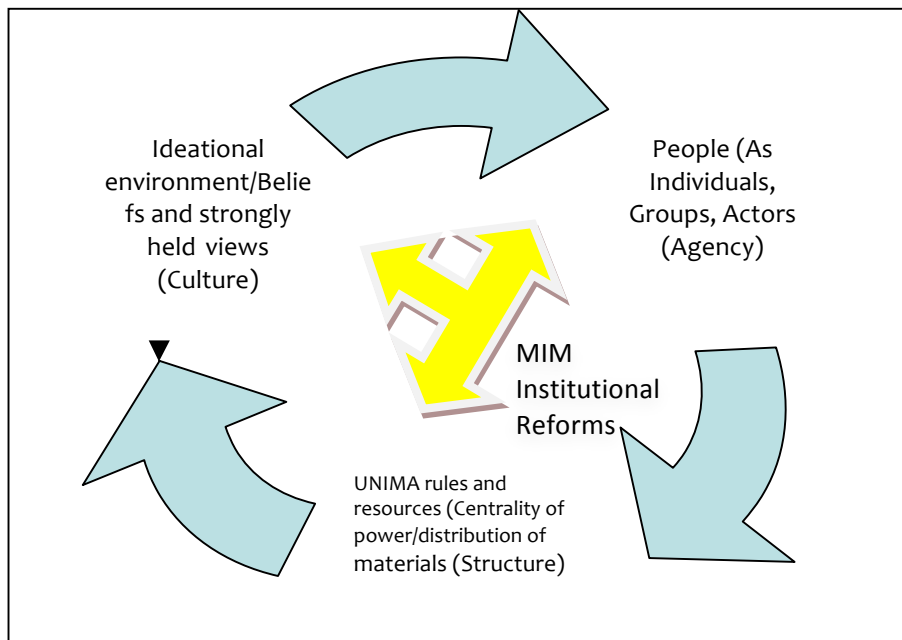 Ideational
environment/Belie
fs and strongly
held views
(Culture)
People (As
Individuals,
Groups, Actors
(Agency)
MIM
Institutional
Reforms
UNIMA rules and
resources (Centrality of
power/distribution of
materials (Structure)